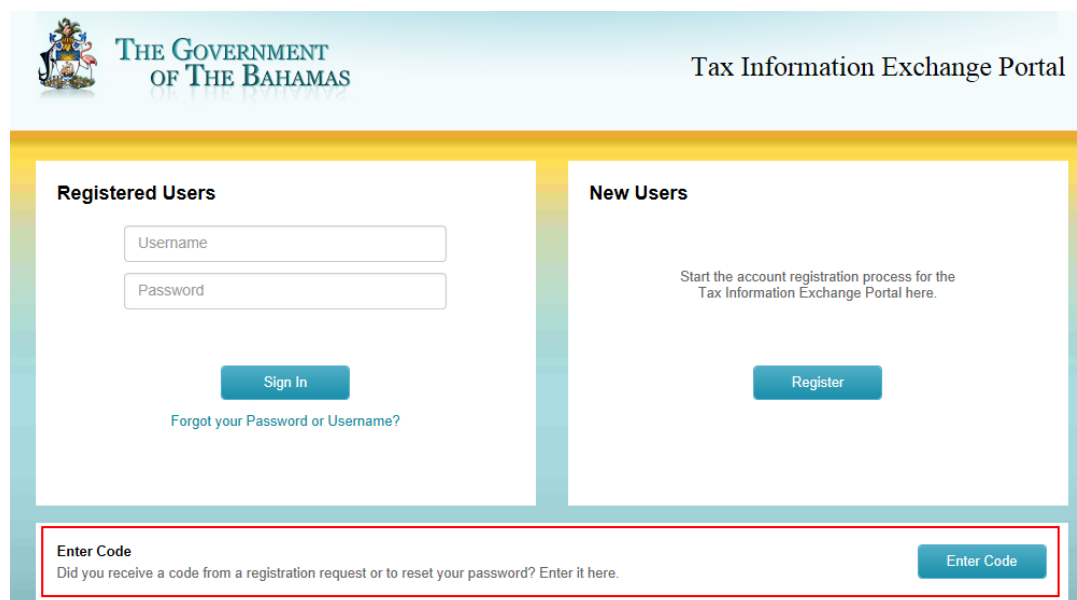 THE GOVERNMENT
OF THE BAHAMAS
Tax Information Exchange Portal
Registered Users
Username
Password
Sign In
Forgot your Password or Username?
New Users
Start the account registration process for the
Tax Information Exchange Portal here.
Register
Enter Code
Did you receive a code from a registration request or to reset your password? Enter it here.
Enter Code